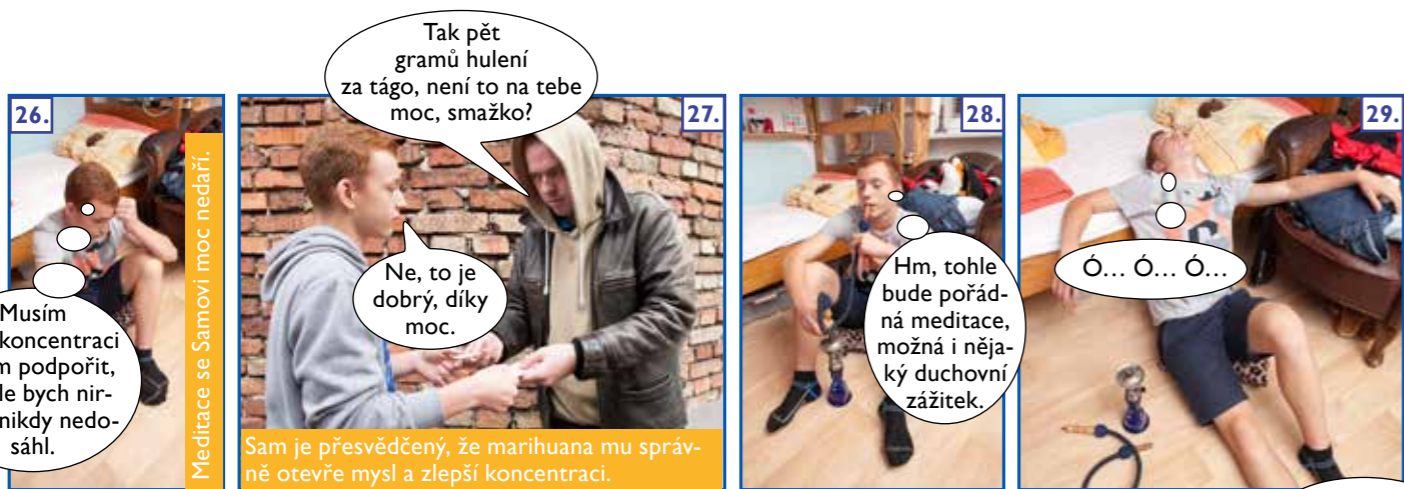 26.
Meditace se Samovi moc nedaří.
Musím
koncentraci
podpořit,
bych nir-
nikdy nedo-
sáhl.
27.
Tak pět
gramů hulení
za tágo, není to na tebe
moc, smažko?
Ne, to je
dobrý, díky
moc.
Sam je přesvědčený, že marihuana mu správ-
ně otevře mysl a zlepší koncentraci.
28.
Hm, tohle
bude pořád-
ná meditace,
možná i něja-
ký duchovní
zážitek.
29.
Ó... Ó... Ó...